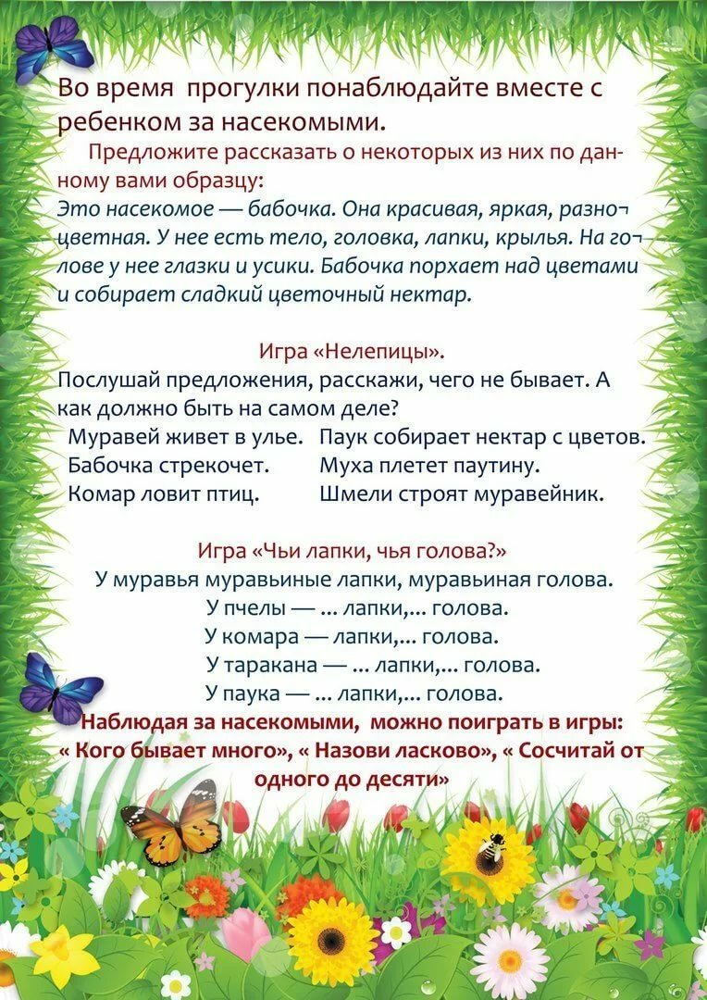 Во время прогулки понаблюдайте вместе с
ребенком за насекомыми.
Предложите рассказать о некоторых из них по дан-
ному вами образцу:
Это насекомое — бабочка. Она красивая, яркая, разно¬
цветная. У нее есть тело, головка, лапки, крылья. На го¬
лове у нее глазки и усики. Бабочка порхает над цветами
и собирает сладкий цветочный нектар.
Игра «Нелепицы».
Послушай предложения, расскажи, чего не бывает. А
как должно быть на самом деле?
Муравей живет в улье. Паук собирает нектар с цветов.
Бабочка стрекочет. Муха плетет паутину.
Комар ловит птиц. Шмели строят муравейник.
Игра «Чьи лапки, чья голова?»
У муравья муравьиные лапки, муравьиная голова.
У пчелы — ... лапки,... голова.
У комара — лапки,... голова.
У таракана — ... лапки,... голова.
У паука — ... лапки,... голова.
Наблюдая за насекомыми, можно поиграть в игры:
« Кого бывает много», « Назови ласково», « Сосчитай от
одного до десяти»